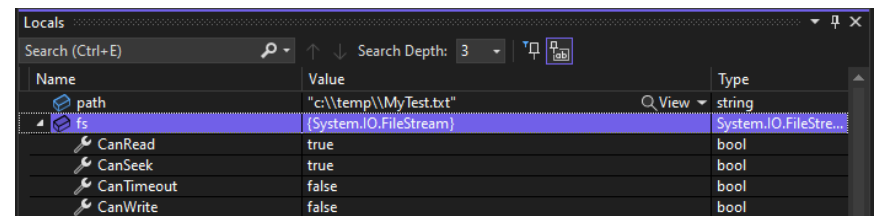 Locals
Search (Ctrl+E) Search Depth: 3 ab
Name Value Type
path "c:\\temp\\MyTest.txt" View string
fs {System.IO.FileStream} System.IO.FileStre...
CanRead true bool
CanSeek true bool
CanTimeout false bool
CanWrite false bool